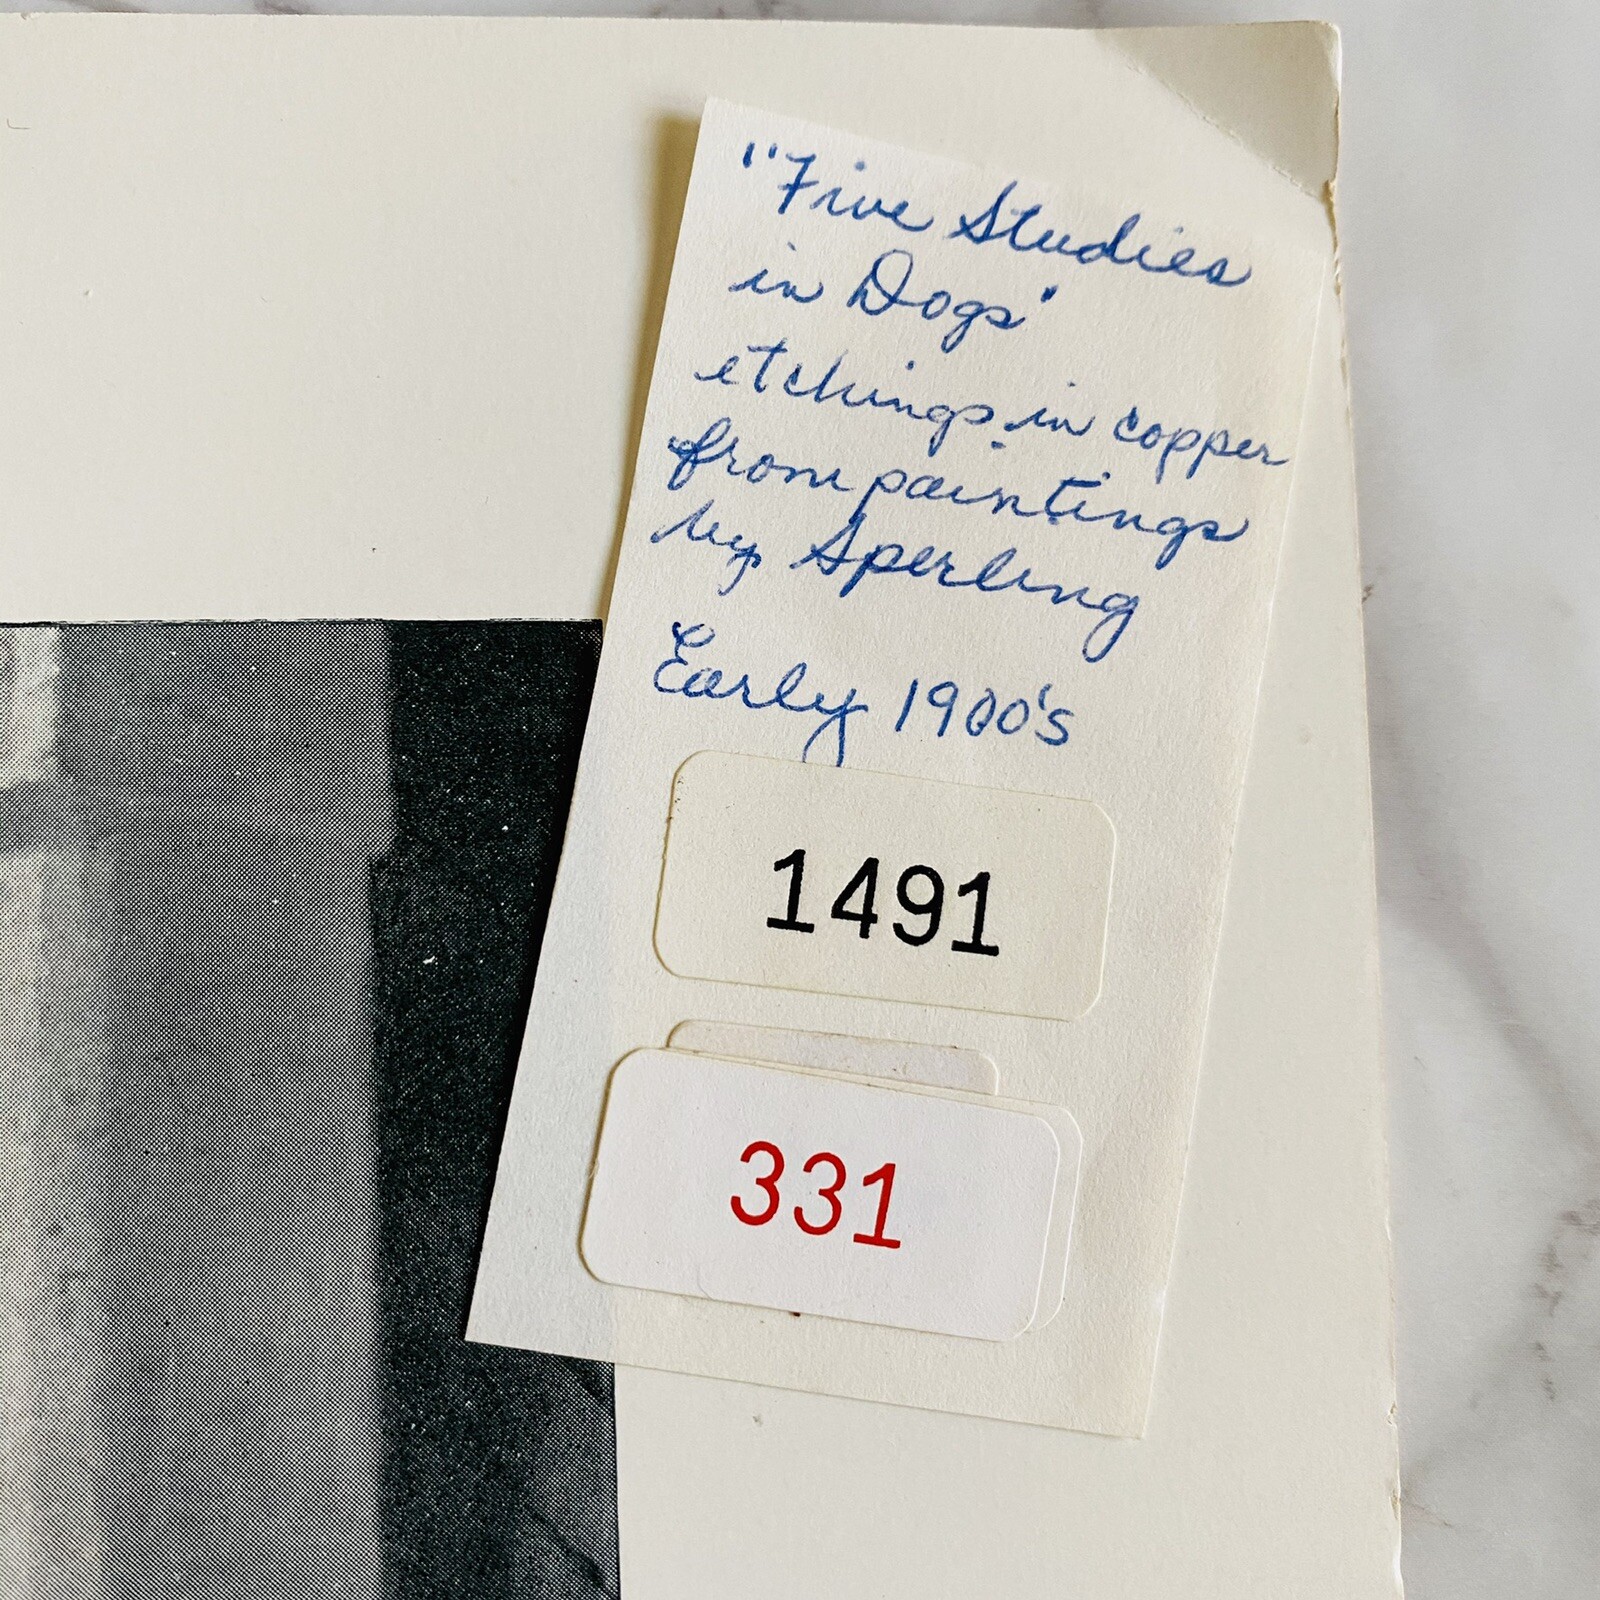 "Five Studies
in Dogs"
etchings in copper
from paintings
by Sperling
Early 1900's
1491
331